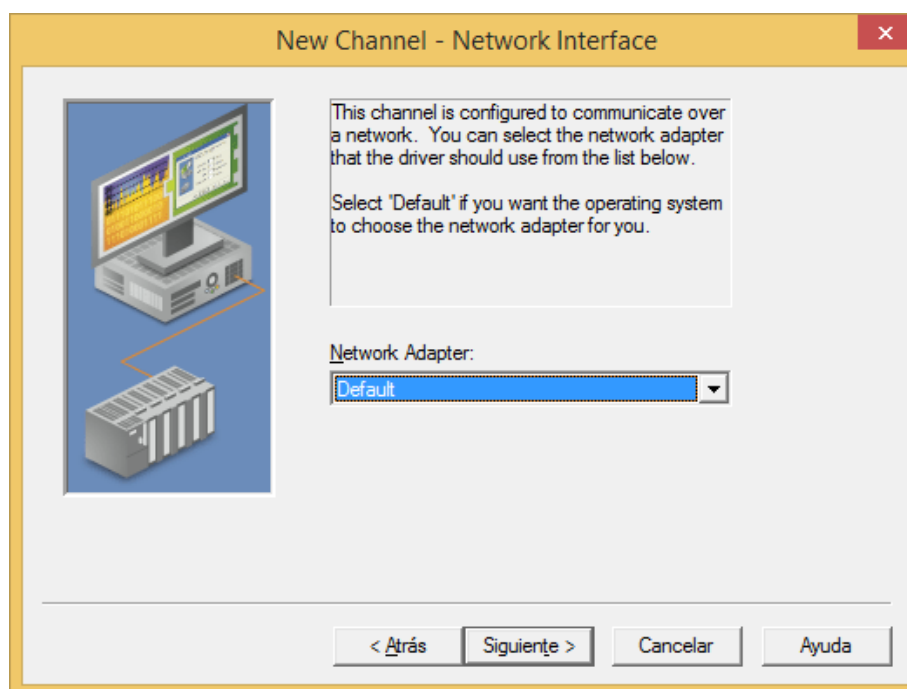 New Channel - Network Interface
This channel is configured to communicate over
a network.  You can select the network adapter
that the driver should use from the list below.
Select 'Default' if you want the operating system
to choose the network adapter for you.
Network Adapter:
Default
< Atrás
Siguiente >
Cancelar
Ayuda